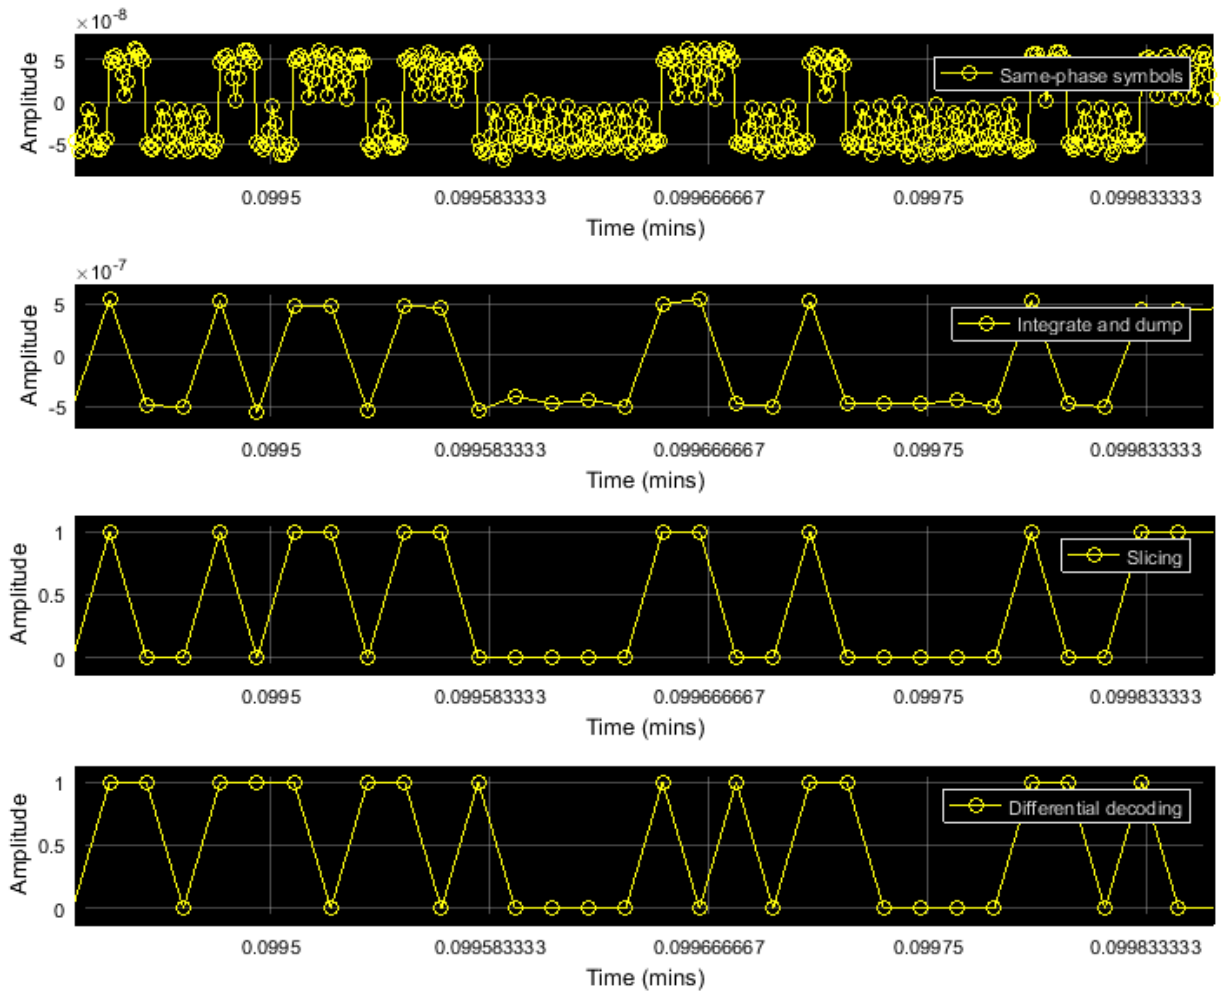 ×10-8
Amplitude
5
0
-5
Same-phase symbols
0.0995 0.099583333 0.099666667 0.09975 0.099833333
Time (mins)
×10-7
Amplitude
5
0
-5
Integrate and dump
0.0995 0.099583333 0.099666667 0.09975 0.099833333
Time (mins)
Amplitude
1
0.5
0
Slicing
0.0995 0.099583333 0.099666667 0.09975 0.099833333
Time (mins)
Amplitude
1
0.5
0
Differential decoding
0.0995 0.099583333 0.099666667 0.09975 0.099833333
Time (mins)